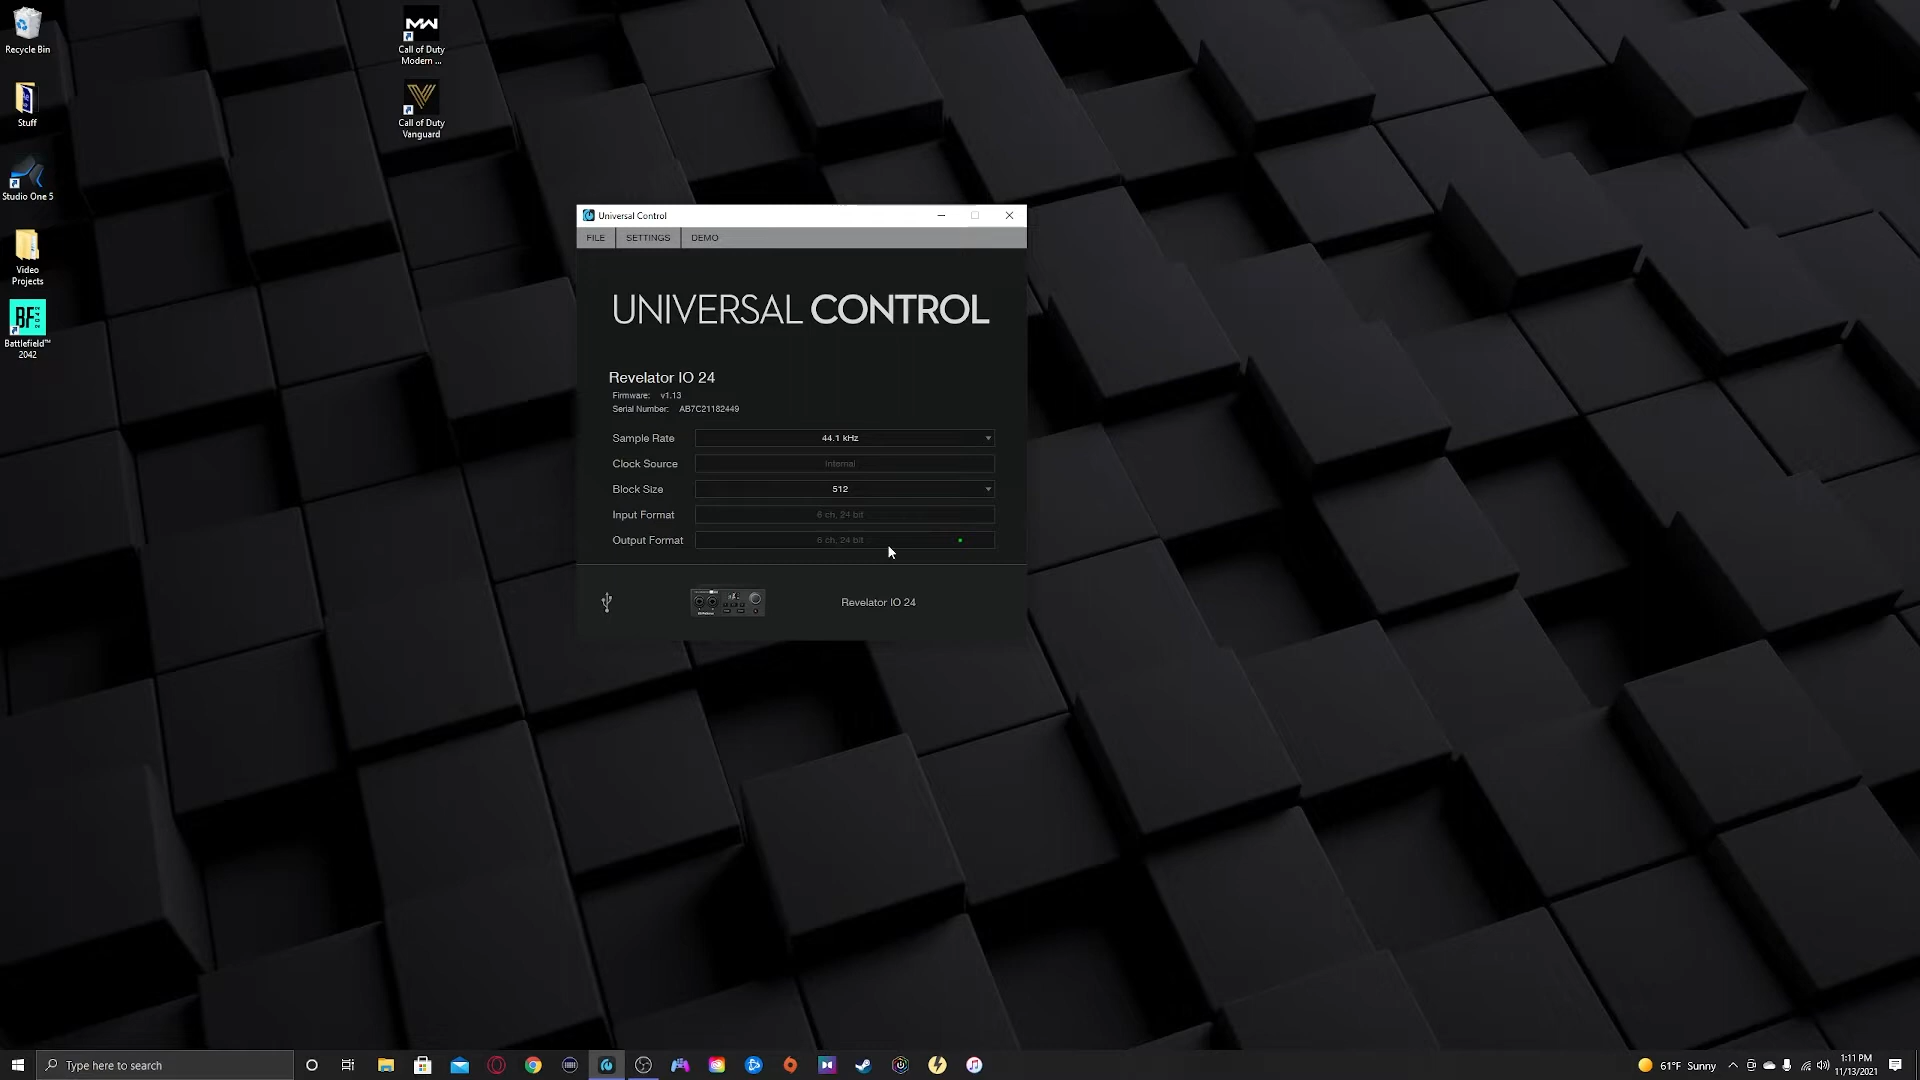 Recycle Bin
Stuff
Studio One 5
Video
Projects
BF
2042
Battlefield™
2042
MW
Call of Duty
Modern ...
Call of Duty
Vanguard
Universal Control
FILE
SETTINGS
DEMO
UNIVERSAL CONTROL
Revelator IO 24
Firmware: v1.13
Serial Number: AB7C21182449
Sample Rate 44.1 kHz
Clock Source Internal
Block Size 512
Input Format 6 ch, 24 bit
Output Format 6 ch, 24 bit
Revelator IO 24
Type here to search
61°F Sunny
1:11 PM
11/13/2021